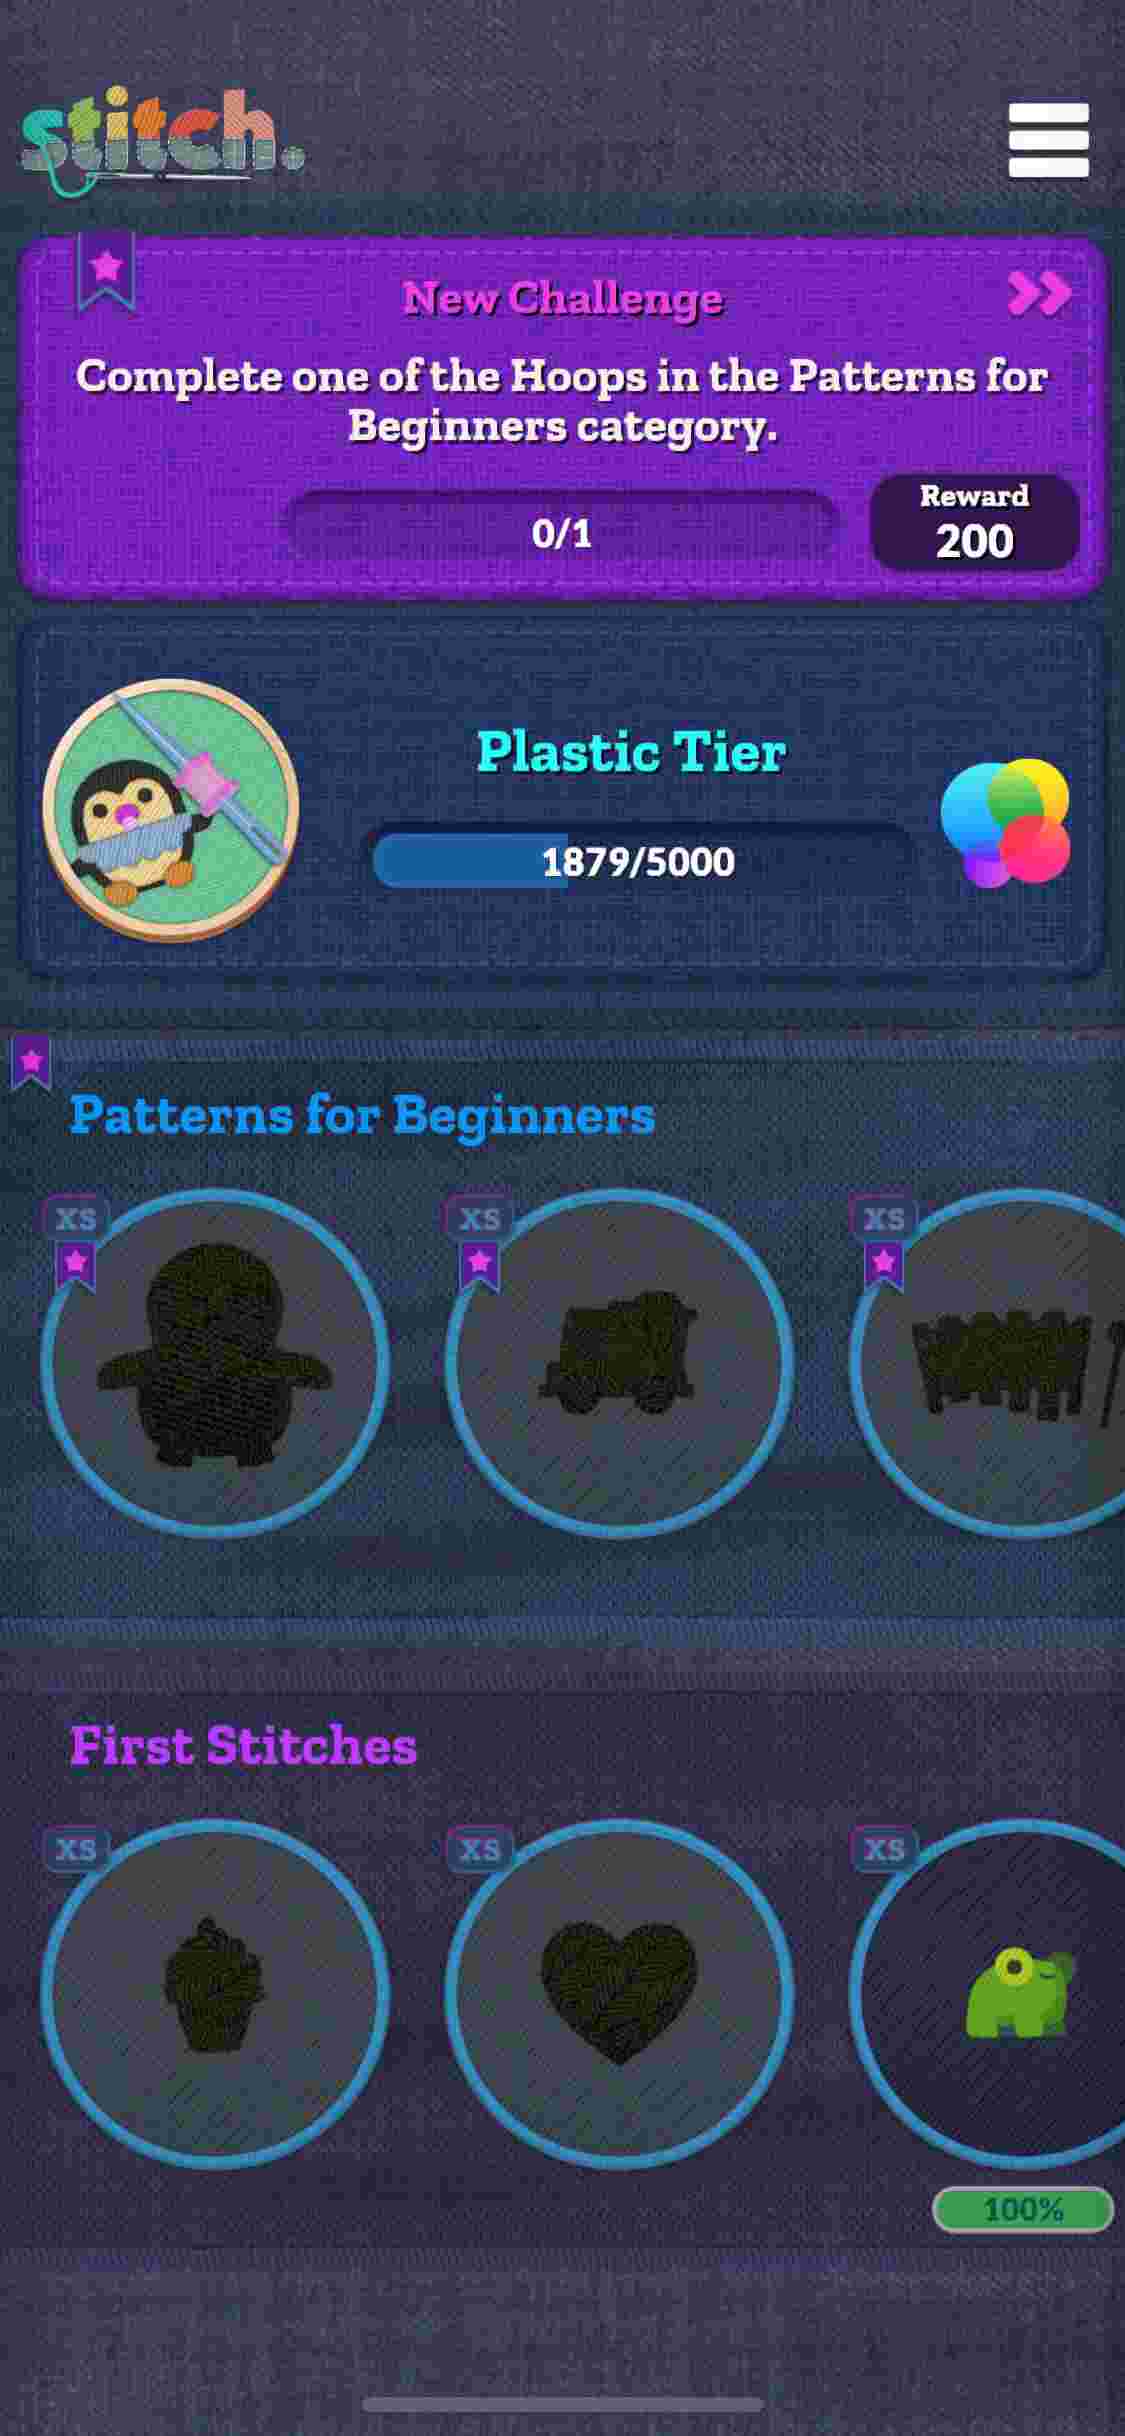 stitch.
New Challenge
Complete one of the Hoops in the Patterns for
Beginners category.
0/1
Reward
200
Plastic Tier
1879/5000
Patterns for Beginners
XS
XS
XS
First Stitches
XS
XS
XS
100%